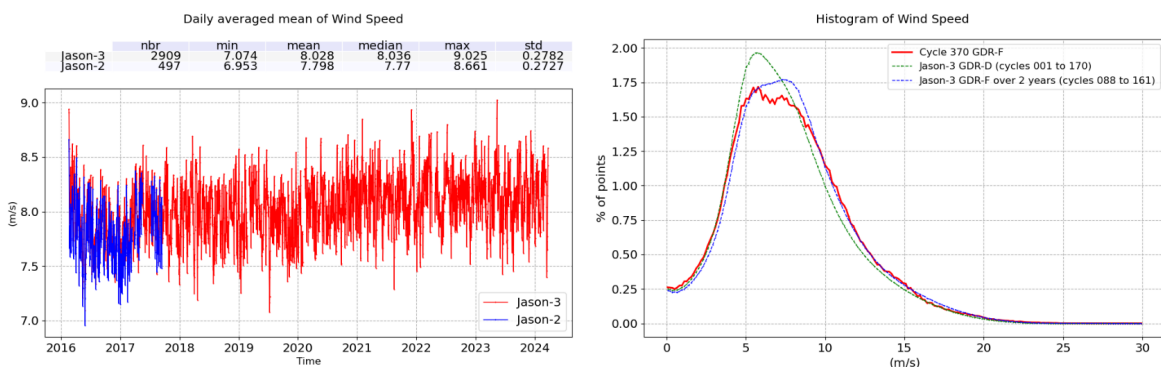 Daily averaged mean of Wind Speed
nbr min mean median max std
Jason-3 2909 7.074 8.028 8.036 9.025 0.2782
Jason-2 497 6.953 7.798 7.77 8.661 0.2727
9.0
8.5
8.0
7.5
7.0
(m/s)
Jason-3
Jason-2
2016 2017 2018 2019 2020 2021 2022 2023 2024
Time
Histogram of Wind Speed
2.00
1.75
1.50
1.25
1.00
0.75
0.50
0.25
0.00
% of points
Cycle 370 GDR-F
Jason-3 GDR-D (cycles 001 to 170)
Jason-3 GDR-F over 2 years (cycles 088 to 161)
0 5 10 15 20 25 30
(m/s)